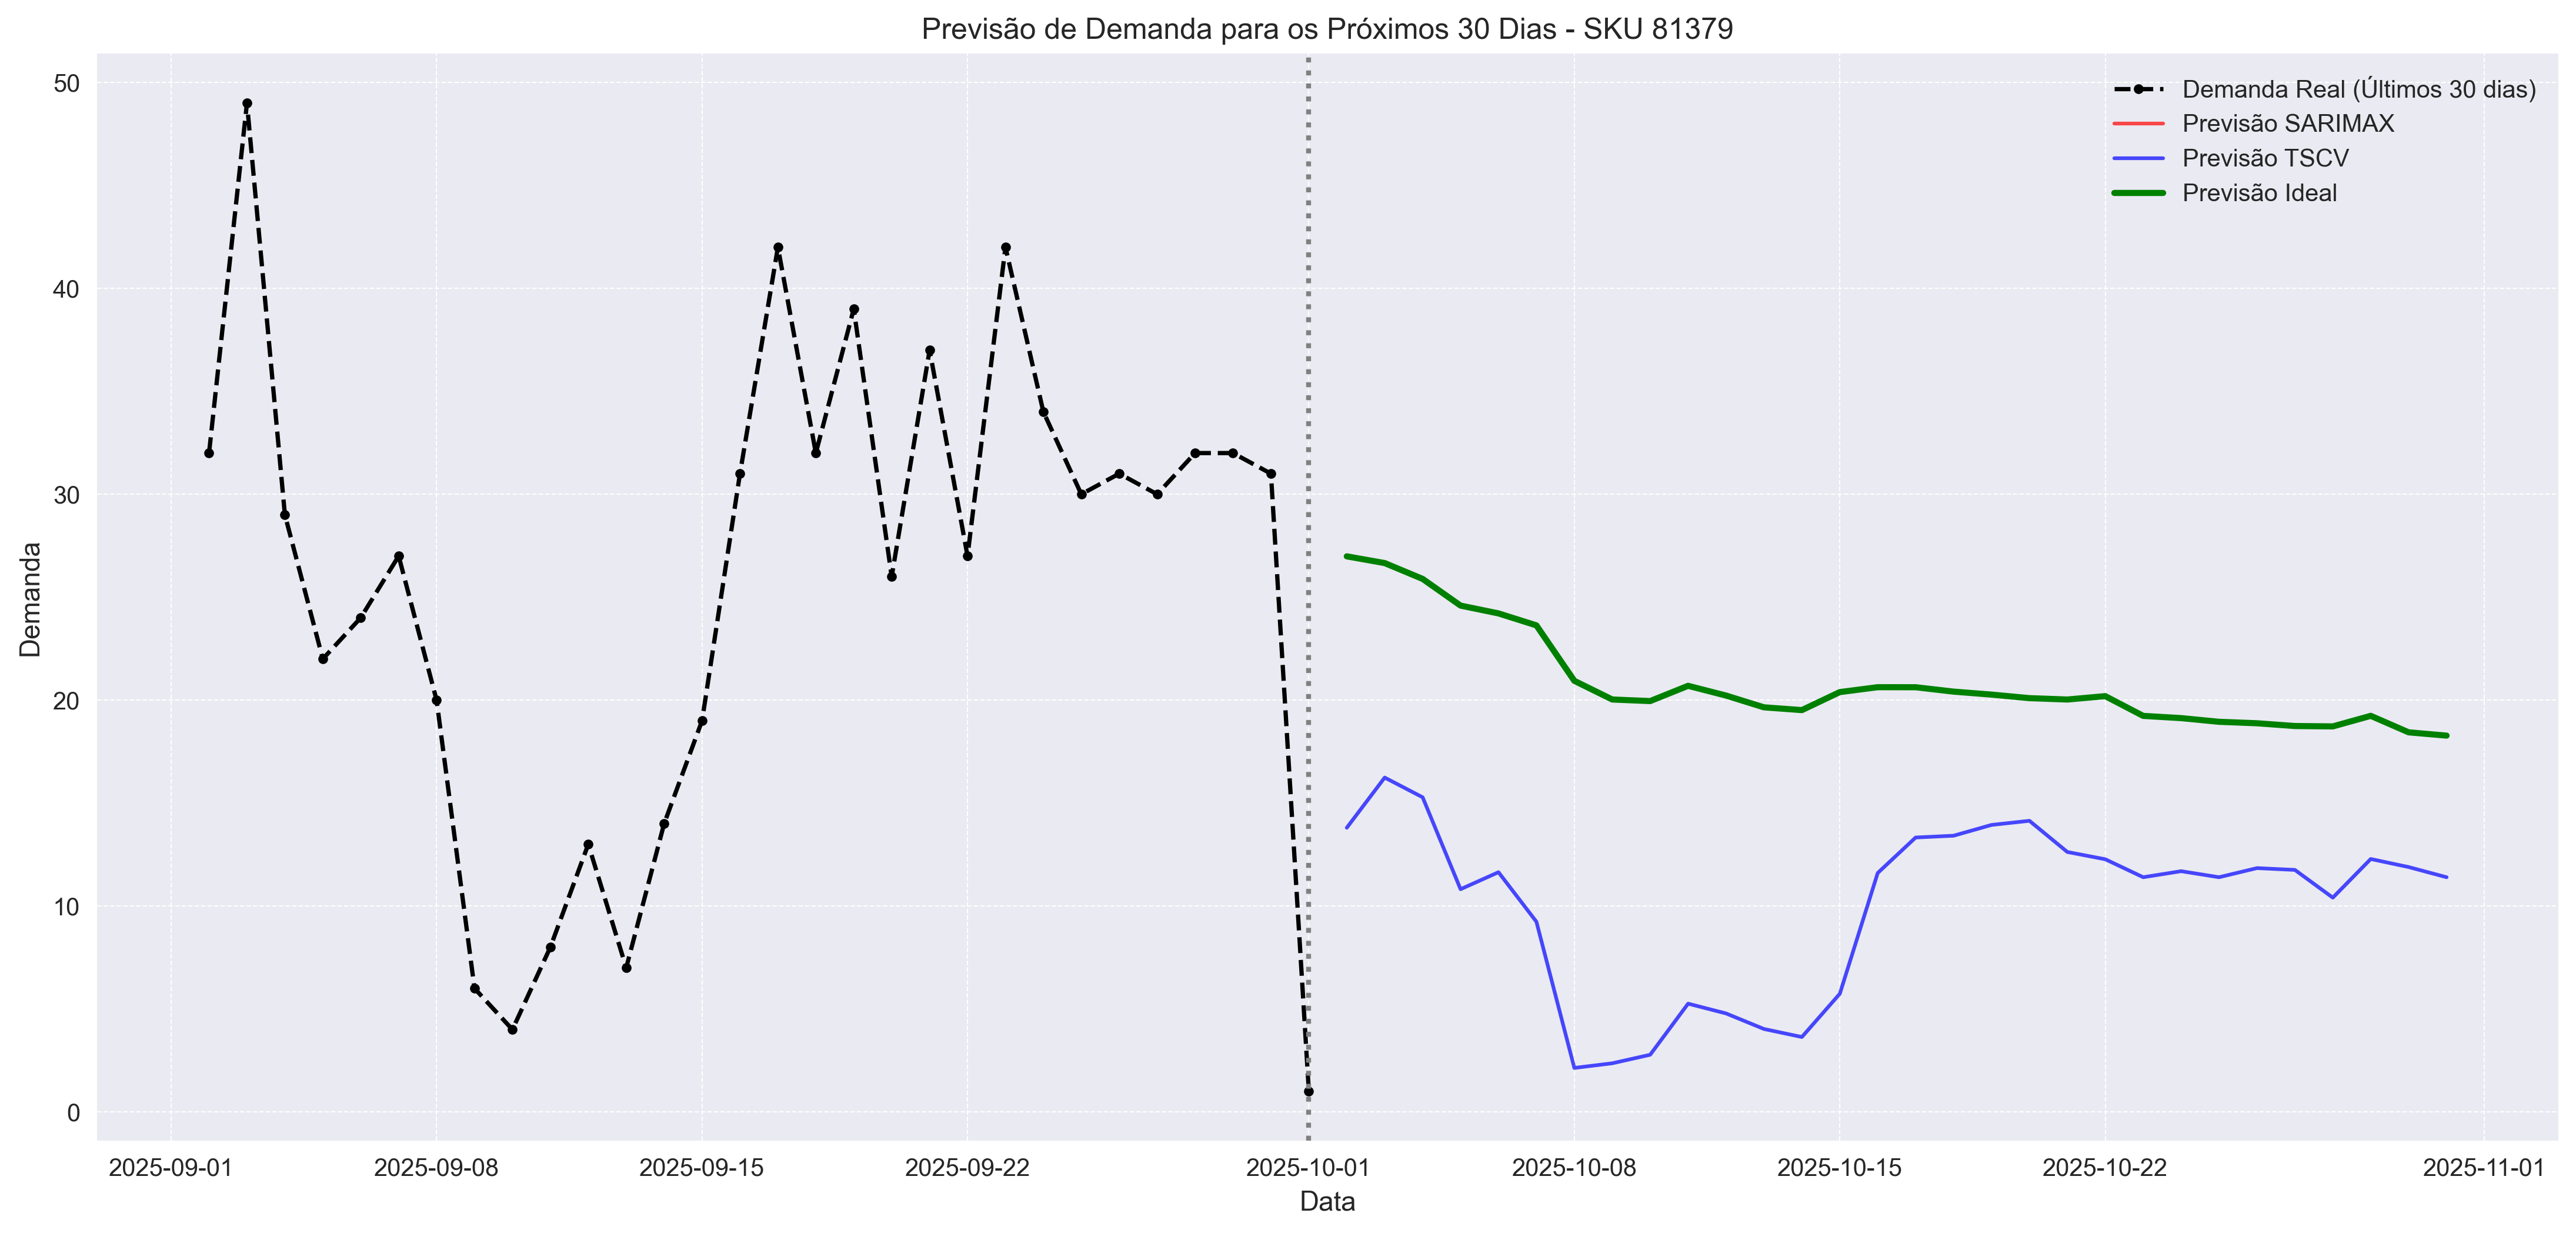 Previsão de Demanda para os Próximos 30 Dias - SKU 81379
Demanda Real (Últimos 30 dias)
Previsão SARIMAX
Previsão TSCV
Previsão Ideal
50
40
30
20
10
0
Demanda
2025-09-01
2025-09-08
2025-09-15
2025-09-22
2025-10-01
2025-10-08
2025-10-15
2025-10-22
2025-11-01
Data